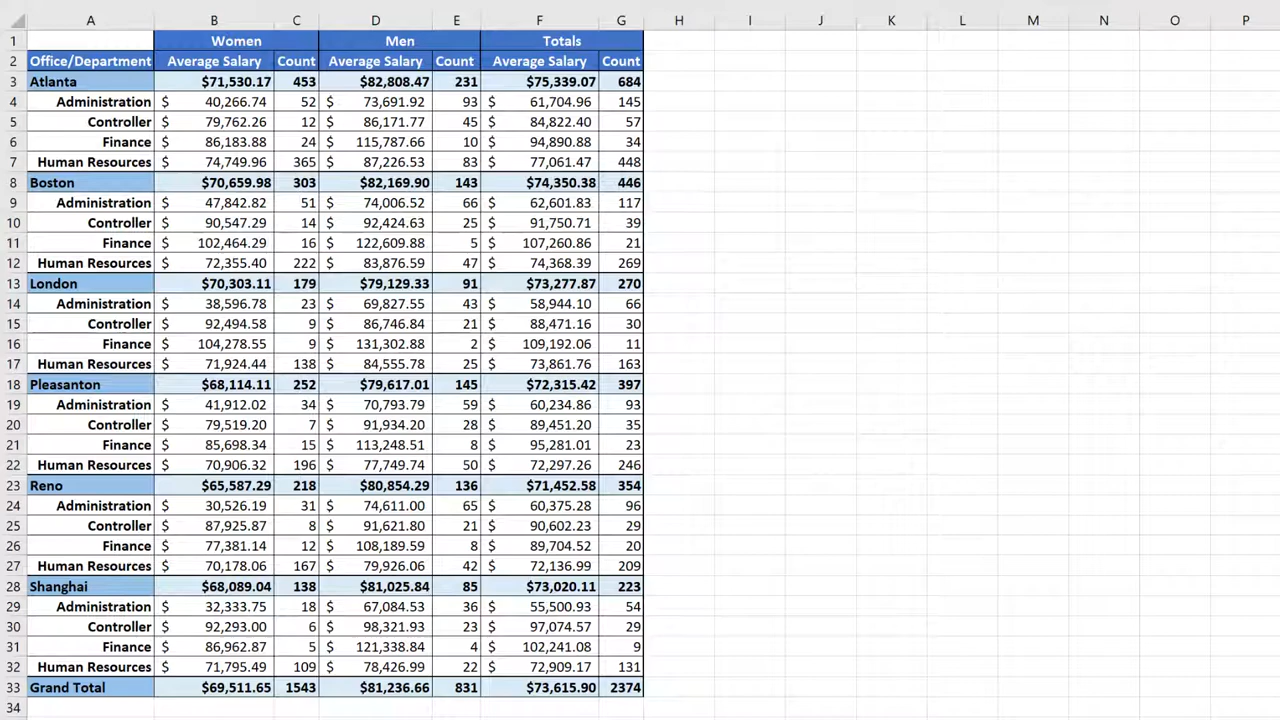 A B C D E F G H I J K L M N O P
1 Women Men Totals
2 Office/Department Average Salary Count Average Salary Count Average Salary Count
3 Atlanta $71,530.17 453 $82,808.47 231 $75,339.07 684
4 Administration $ 40,266.74 52 $ 73,691.92 93 $ 61,704.96 145
5 Controller $ 79,762.26 12 $ 86,171.77 45 $ 84,822.40 57
6 Finance $ 86,183.88 24 $ 115,787.66 10 $ 94,890.88 34
7 Human Resources $ 74,749.96 365 $ 87,226.53 83 $ 77,061.47 448
8 Boston $70,659.98 303 $82,169.90 143 $74,350.38 446
9 Administration $ 47,842.82 51 $ 74,006.52 66 $ 62,601.83 117
10 Controller $ 90,547.29 14 $ 92,424.63 25 $ 91,750.71 39
11 Finance $ 102,464.29 16 $ 122,609.88 5 $ 107,260.86 21
12 Human Resources $ 72,355.40 222 $ 83,876.59 47 $ 74,368.39 269
13 London $70,303.11 179 $79,129.33 91 $73,277.87 270
14 Administration $ 38,596.78 23 $ 69,827.55 43 $ 58,944.10 66
15 Controller $ 92,494.58 9 $ 86,746.84 21 $ 88,471.16 30
16 Finance $ 104,278.55 9 $ 131,302.88 2 $ 109,192.06 11
17 Human Resources $ 71,924.44 138 $ 84,555.78 25 $ 73,861.76 163
18 Pleasanton $68,114.11 252 $79,617.01 145 $72,315.42 397
19 Administration $ 41,912.02 34 $ 70,793.79 59 $ 60,234.86 93
20 Controller $ 79,519.20 7 $ 91,934.20 28 $ 89,451.20 35
21 Finance $ 85,698.34 15 $ 113,248.51 8 $ 95,281.01 23
22 Human Resources $ 70,906.32 196 $ 77,749.74 50 $ 72,297.26 246
23 Reno $65,587.29 218 $80,854.29 136 $71,452.58 354
24 Administration $ 30,526.19 31 $ 74,611.00 65 $ 60,375.28 96
25 Controller $ 87,925.87 8 $ 91,621.80 21 $ 90,602.23 29
26 Finance $ 77,381.14 12 $ 108,189.59 8 $ 89,704.52 20
27 Human Resources $ 70,178.06 167 $ 79,926.06 42 $ 72,136.99 209
28 Shanghai $68,089.04 138 $81,025.84 85 $73,020.11 223
29 Administration $ 32,333.75 18 $ 67,084.53 36 $ 55,500.93 54
30 Controller $ 92,293.00 6 $ 98,321.93 23 $ 97,074.57 29
31 Finance $ 86,962.87 5 $ 121,338.84 4 $ 102,241.08 9
32 Human Resources $ 71,795.49 109 $ 78,426.99 22 $ 72,909.17 131
33 Grand Total $69,511.65 1543 $81,236.66 831 $73,615.90 2374
34